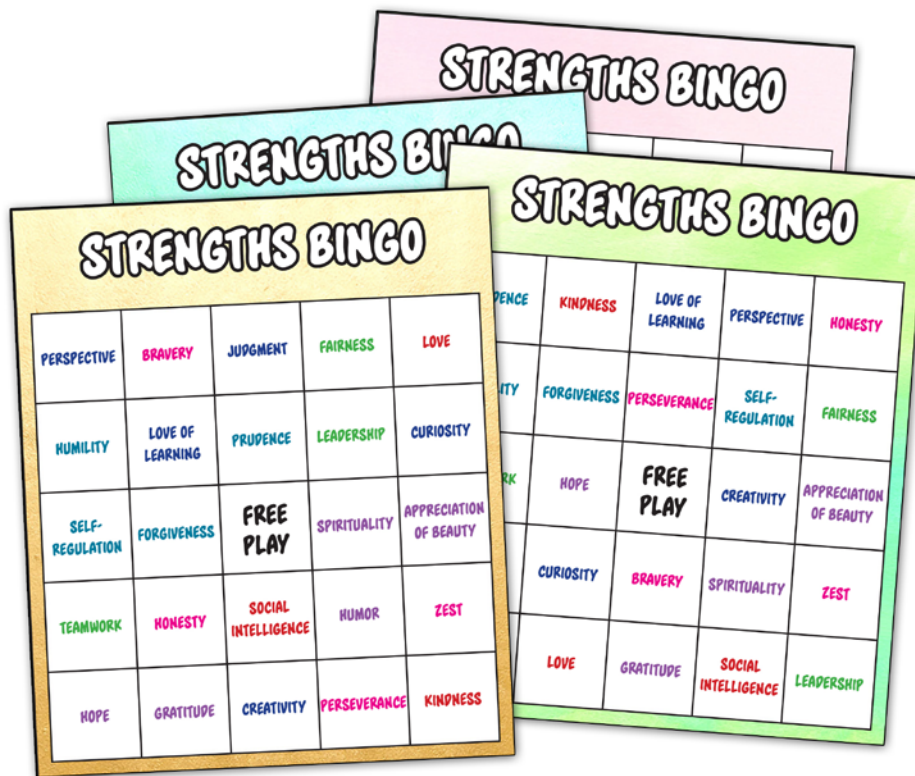 STRENGTHS BINGO
STRENGTHS BINGO
STRENGTHS BINGO
PERSPECTIVE
BRAVERY
JUDGMENT
FAIRNESS
LOVE
HUMILITY
LOVE OF
LEARNING
PRUDENCE
LEADERSHIP
CURIOSITY
SELF-
REGULATION
FORGIVENESS
FREE
PLAY
SPIRITUALITY
APPRECIATION
OF BEAUTY
TEAMWORK
HONESTY
SOCIAL
INTELLIGENCE
HUMOR
ZEST
HOPE
GRATITUDE
CREATIVITY
PERSEVERANCE
KINDNESS
STRENGTHS BINGO
KINDNESS
LOVE OF
LEARNING
PERSPECTIVE
HONESTY
FORGIVENESS
PERSEVERANCE
SELF-
REGULATION
FAIRNESS
HOPE
FREE
PLAY
CREATIVITY
APPRECIATION
OF BEAUTY
CURIOSITY
BRAVERY
SPIRITUALITY
ZEST
LOVE
GRATITUDE
SOCIAL
INTELLIGENCE
LEADERSHIP